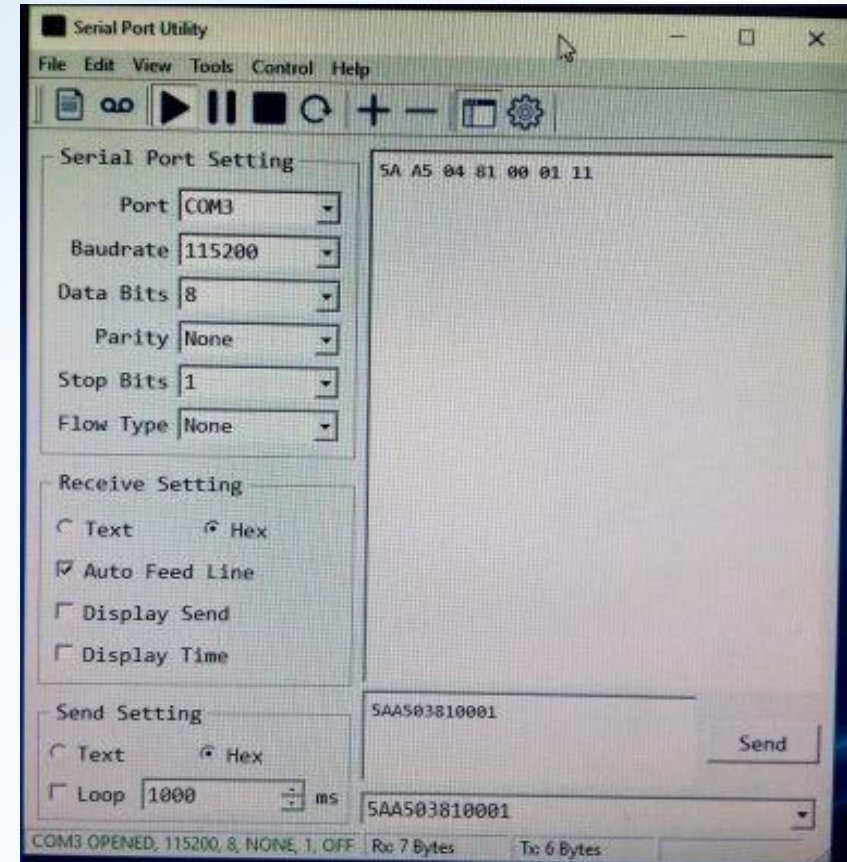 Serial Port Utility
File Edit View Tools Control Help
Serial Port Setting
Port COM3
Baudrate 115200
Data Bits 8
Parity None
Stop Bits 1
Flow Type None
Receive Setting
Text Hex
Auto Feed Line
Display Send
Display Time
Send Setting
Text Hex
Loop 1000 ms
5A A5 04 81 00 01 11
5AA503810001
Send
5AA503810001
COM3 OPENED, 115200, 8, NONE, 1, OFF Rx: 7 Bytes Tx: 6 Bytes